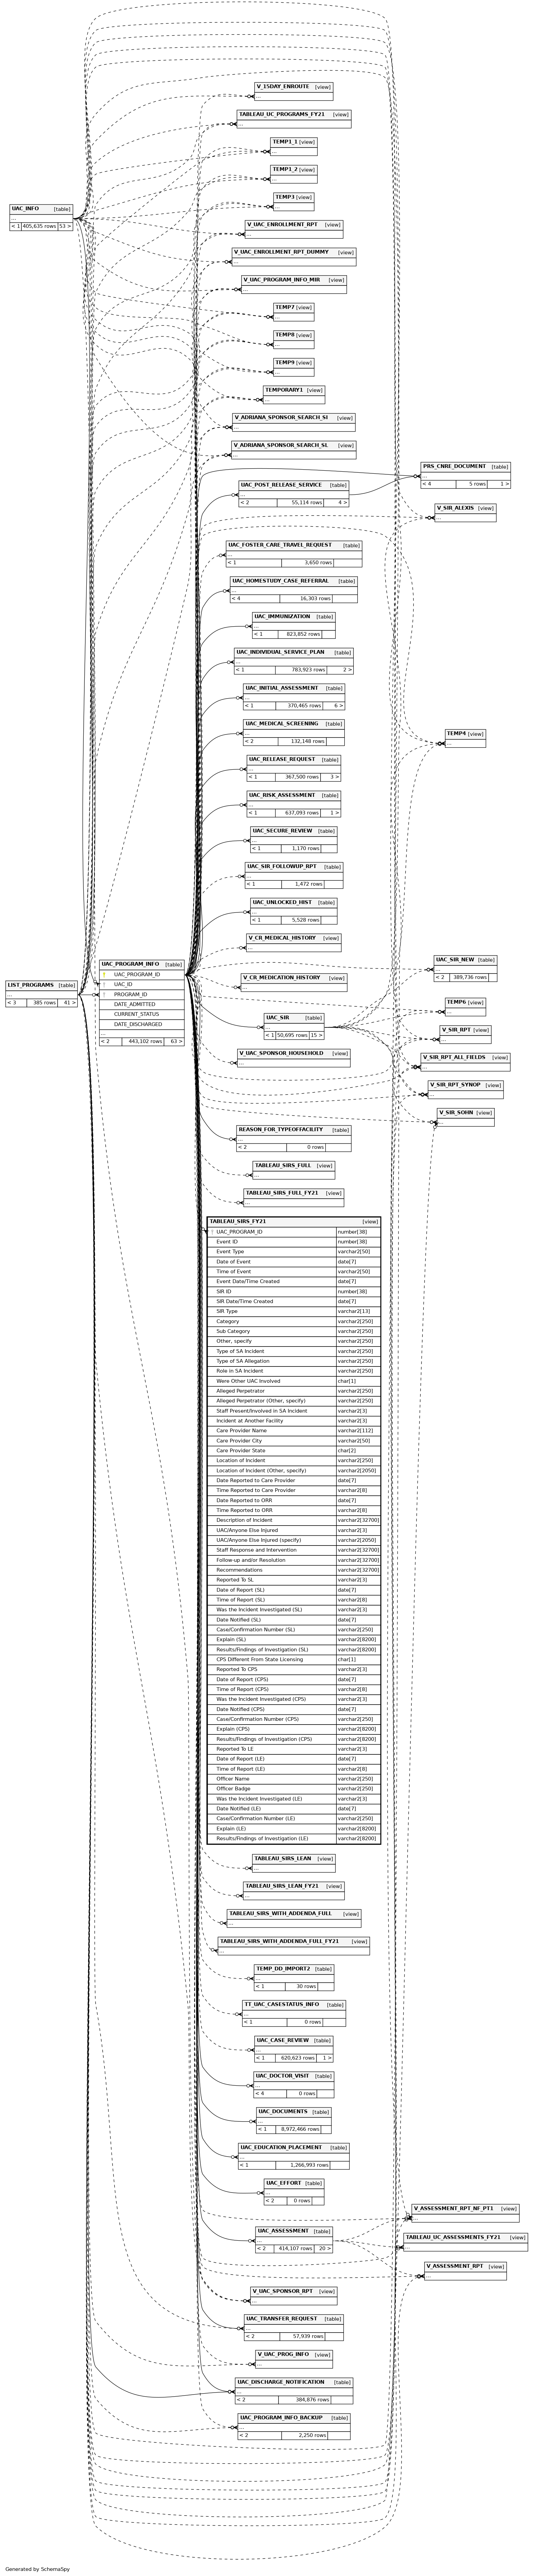 V_15DAY_ENROUTE [view]
...
TABLEAU_UC_PROGRAMS_FY21 [view]
...
TEMP1_1 [view]
...
TEMP1_2 [view]
...
TEMP3 [view]
...
UAC_INFO [table]
...
< 1 405,635 rows 53 >
V_UAC_ENROLLMENT_RPT [view]
...
V_UAC_ENROLLMENT_RPT_DUMMY [view]
...
V_UAC_PROGRAM_INFO_MIR [view]
...
TEMP7 [view]
...
TEMP8 [view]
...
TEMP9 [view]
...
TEMPORARY1 [view]
...
V_ADRIANA_SPONSOR_SEARCH_SI [view]
...
V_ADRIANA_SPONSOR_SEARCH_SL [view]
...
PRS_CNRE_DOCUMENT [table]
...
< 4 5 rows 1 >
UAC_POST_RELEASE_SERVICE [table]
...
< 2 55,114 rows 4 >
V_SIR_ALEXIS [view]
...
UAC_FOSTER_CARE_TRAVEL_REQUEST [table]
...
< 1 3,650 rows
UAC_HOMESTUDY_CASE_REFERRAL [table]
...
< 4 16,303 rows
UAC_IMMUNIZATION [table]
...
< 1 823,852 rows
UAC_INDIVIDUAL_SERVICE_PLAN [table]
...
< 1 783,923 rows 2 >
UAC_INITIAL_ASSESSMENT [table]
...
< 1 370,465 rows 6 >
UAC_MEDICAL_SCREENING [table]
...
< 2 132,148 rows
TEMP4 [view]
...
UAC_RELEASE_REQUEST [table]
...
< 1 367,500 rows 3 >
UAC_RISK_ASSESSMENT [table]
...
< 1 637,093 rows 1 >
UAC_SECURE_REVIEW [table]
...
< 1 1,170 rows
UAC_SIR_FOLLOWUP_RPT [table]
...
< 1 1,472 rows
UAC_UNLOCKED_HIST [table]
...
< 1 5,528 rows
V_CR_MEDICAL_HISTORY [view]
...
UAC_PROGRAM_INFO [table]
UAC_PROGRAM_ID
UAC_ID
PROGRAM_ID
DATE_ADMITTED
CURRENT_STATUS
DATE_DISCHARGED
...
< 2 443,102 rows 63 >
LIST_PROGRAMS [table]
...
< 3 385 rows 41 >
V_CR_MEDICATION_HISTORY [view]
...
UAC_SIR_NEW [table]
...
< 2 389,736 rows
TEMP6 [view]
...
UAC_SIR [table]
...
< 1 50,695 rows 15 >
V_SIR_RPT [view]
...
UAC_SPONSOR_HOUSEHOLD [view]
...
V_SIR_RPT_ALL_FIELDS [view]
...
V_SIR_RPT_SYNOP [view]
...
V_SIR_SOHN [view]
...
REASON_FOR_TYPEOFFACILITY [table]
...
< 2 0 rows
TABLEAU_SIRS_FULL [view]
...
TABLEAU_SIRS_FULL_FY21 [view]
...
TABLEAU_SIRS_FY21 [view]
UAC_PROGRAM_ID number[38]
Event ID number[38]
Event Type varchar2[50]
Date of Event date[7]
Time of Event varchar2[50]
Event Date/Time Created date[7]
SIR ID number[38]
SIR Date/Time Created date[7]
SIR Type varchar2[13]
Category varchar2[250]
Sub Category varchar2[250]
Other, specify varchar2[250]
Type of SA Incident varchar2[250]
Type of SA Allegation varchar2[250]
Role in SA Incident varchar2[250]
Were Other UAC Involved char[1]
Alleged Perpetrator varchar2[250]
Alleged Perpetrator (Other, specify) varchar2[250]
Staff Present/Involved in SA Incident varchar2[3]
Incident at Another Facility varchar2[3]
Care Provider Name varchar2[112]
Care Provider City varchar2[50]
Care Provider State char[2]
Location of Incident varchar2[250]
Location of Incident (Other, specify) varchar2[2050]
Date Reported to Care Provider date[7]
Time Reported to Care Provider varchar2[8]
Date Reported to ORR date[7]
Time Reported to ORR varchar2[8]
Description of Incident varchar2[32700]
UAC/Anyone Else Injured varchar2[3]
UAC/Anyone Else Injured (specify) varchar2[2050]
Staff Response and Intervention varchar2[32700]
Follow-up and/or Resolution varchar2[32700]
Recommendations varchar2[32700]
Reported To SL varchar2[3]
Date of Report (SL) date[7]
Time of Report (SL) varchar2[8]
Was the Incident Investigated (SL) varchar2[3]
Date Notified (SL) date[7]
Case/Confirmation Number (SL) varchar2[250]
Explain (SL) varchar2[8200]
Results/Findings of Investigation (SL) varchar2[8200]
CPS Different From State Licensing char[1]
Reported To CPS varchar2[3]
Date of Report (CPS) date[7]
Time of Report (CPS) varchar2[8]
Was the Incident Investigated (CPS) varchar2[3]
Date Notified (CPS) date[7]
Case/Confirmation Number (CPS) varchar2[250]
Explain (CPS) varchar2[8200]
Results/Findings of Investigation (CPS) varchar2[8200]
Reported To LE varchar2[3]
Date of Report (LE) date[7]
Time of Report (LE) varchar2[8]
Officer Name varchar2[250]
Officer Badge varchar2[250]
Was the Incident Investigated (LE) varchar2[3]
Date Notified (LE) date[7]
Case/Confirmation Number (LE) varchar2[250]
Explain (LE) varchar2[8200]
Results/Findings of Investigation (LE) varchar2[8200]
TABLEAU_SIRS_LEAN [view]
...
TABLEAU_SIRS_LEAN_FY21 [view]
...
TABLEAU_SIRS_WITH_ADDENDA_FULL [view]
...
TABLEAU_SIRS_WITH_ADDENDA_FULL_FY21 [view]
...
TEMP_DD_IMPORT2 [table]
...
< 1 30 rows
TT_UAC_CASESTATUS_INFO [table]
...
< 1 0 rows
UAC_CASE_REVIEW [table]
...
< 1 620,623 rows 1 >
UAC_DOCTOR_VISIT [table]
...
< 4 0 rows
UAC_DOCUMENTS [table]
...
< 1 8,972,466 rows
UAC_EDUCATION_PLACEMENT [table]
...
< 1 1,266,993 rows
UAC_EFFORT [table]
...
< 2 0 rows
V_ASSESSMENT_RPT_NF_PT1 [view]
...
UAC_ASSESSMENT [table]
...
< 2 414,107 rows 20 >
TABLEAU_UC_ASSESSMENTS_FY21 [view]
...
V_ASSESSMENT_RPT [view]
...
V_UAC_SPONSOR_RPT [view]
...
UAC_TRANSFER_REQUEST [table]
...
< 2 57,939 rows
V_UAC_PROG_INFO [view]
...
UAC_DISCHARGE_NOTIFICATION [table]
...
< 2 384,876 rows
UAC_PROGRAM_INFO_BACKUP [table]
...
< 2 2,250 rows
Generated by SchemaSpy